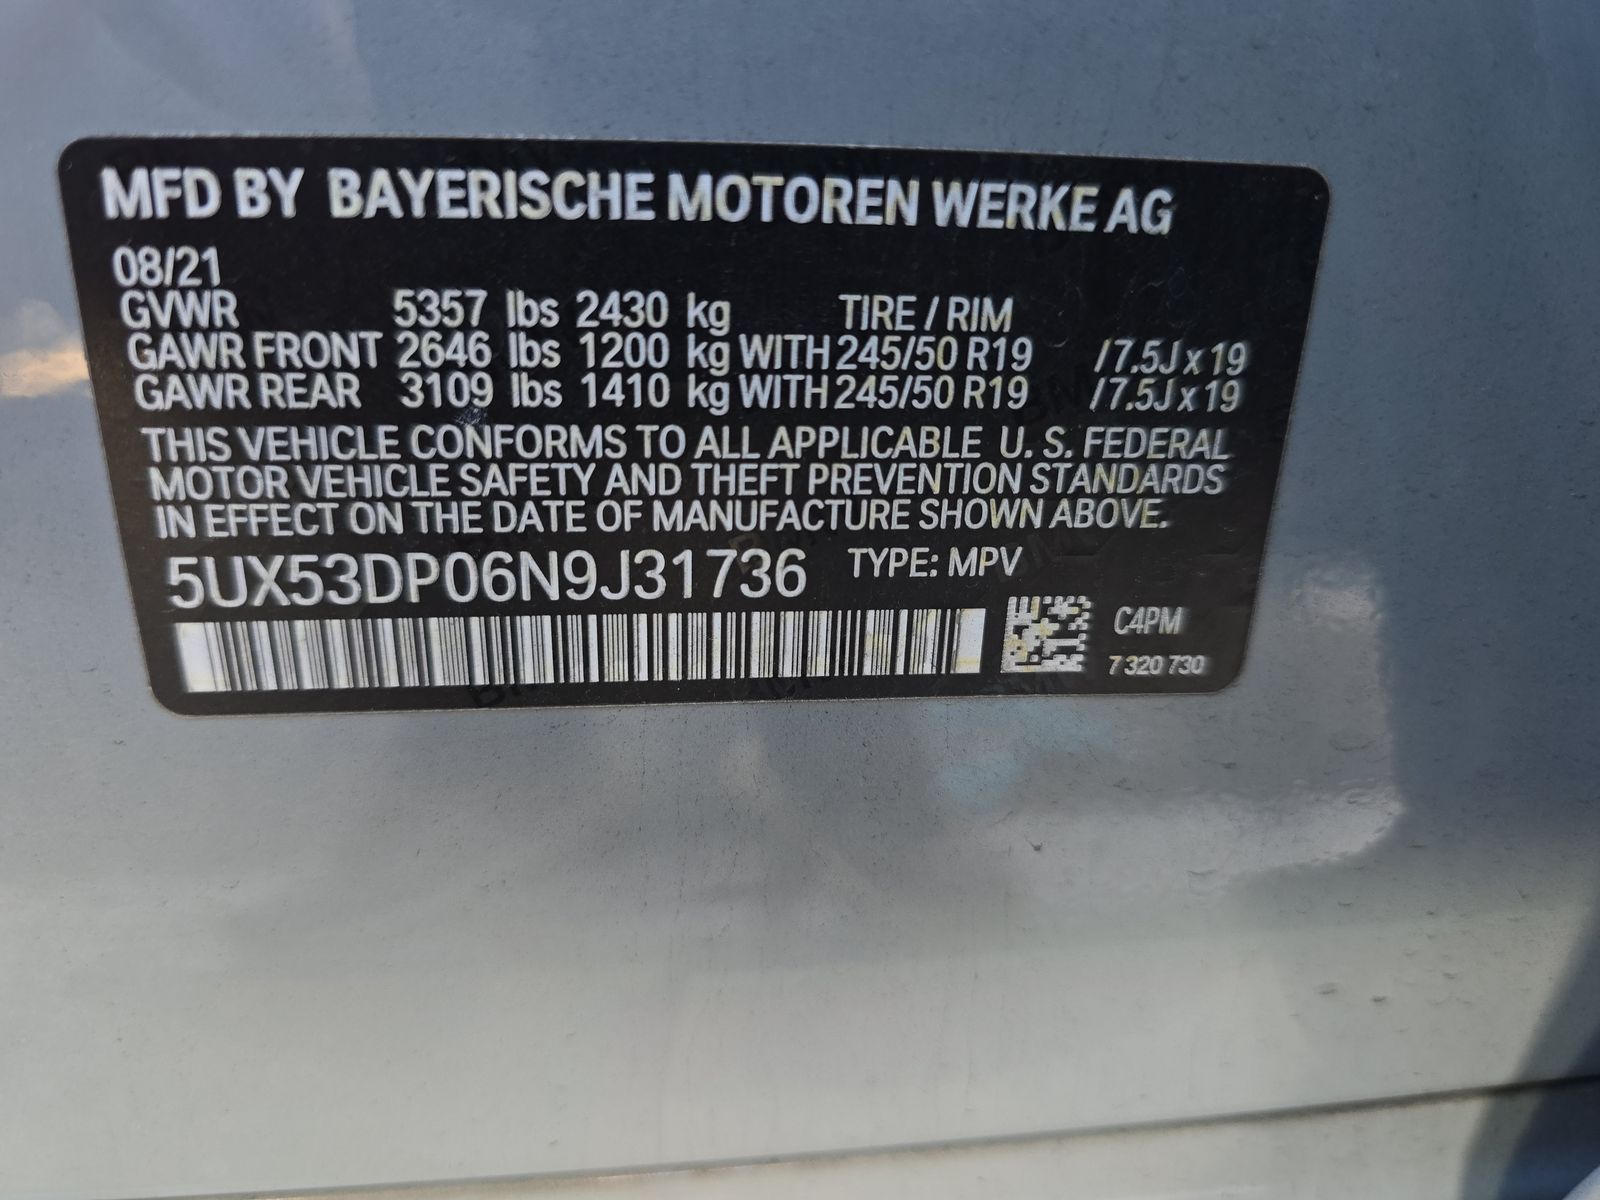 MFD BY BAYERISCHE MOTOREN WERKE AG
08/21
GVWR 5357 lbs 2430 kg TIRE / RIM
GAWR FRONT 2646 lbs 1200 kg WITH 245/50 R19 /7.5J x 19
GAWR REAR 3109 lbs 1410 kg WITH 245/50 R19 /7.5J x 19
THIS VEHICLE CONFORMS TO ALL APPLICABLE U. S. FEDERAL
MOTOR VEHICLE SAFETY AND THEFT PREVENTION STANDARDS
IN EFFECT ON THE DATE OF MANUFACTURE SHOWN ABOVE.
5UX53DP06N9J31736 TYPE: MPV
C4PM
7 320 730